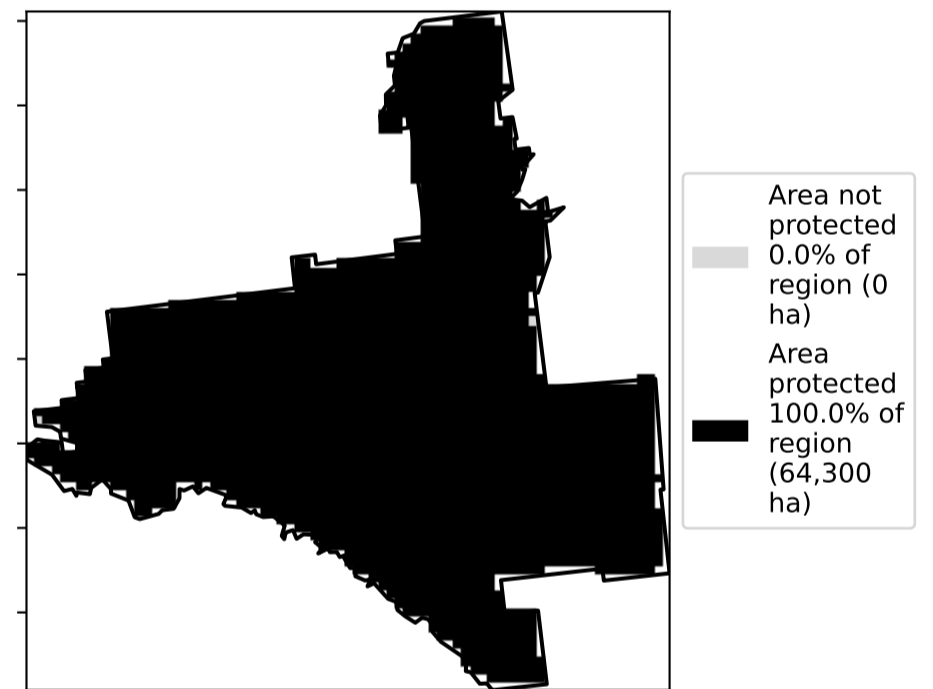 Area not
protected
0.0% of
region (0
ha)
Area
protected
100.0% of
region
(64,300
ha)